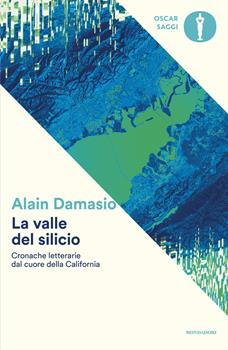 OSCAR
SAGGI
Alain Damasio
La valle
del silicio
Cronache letterarie
dal cuore della California
MONDADORI